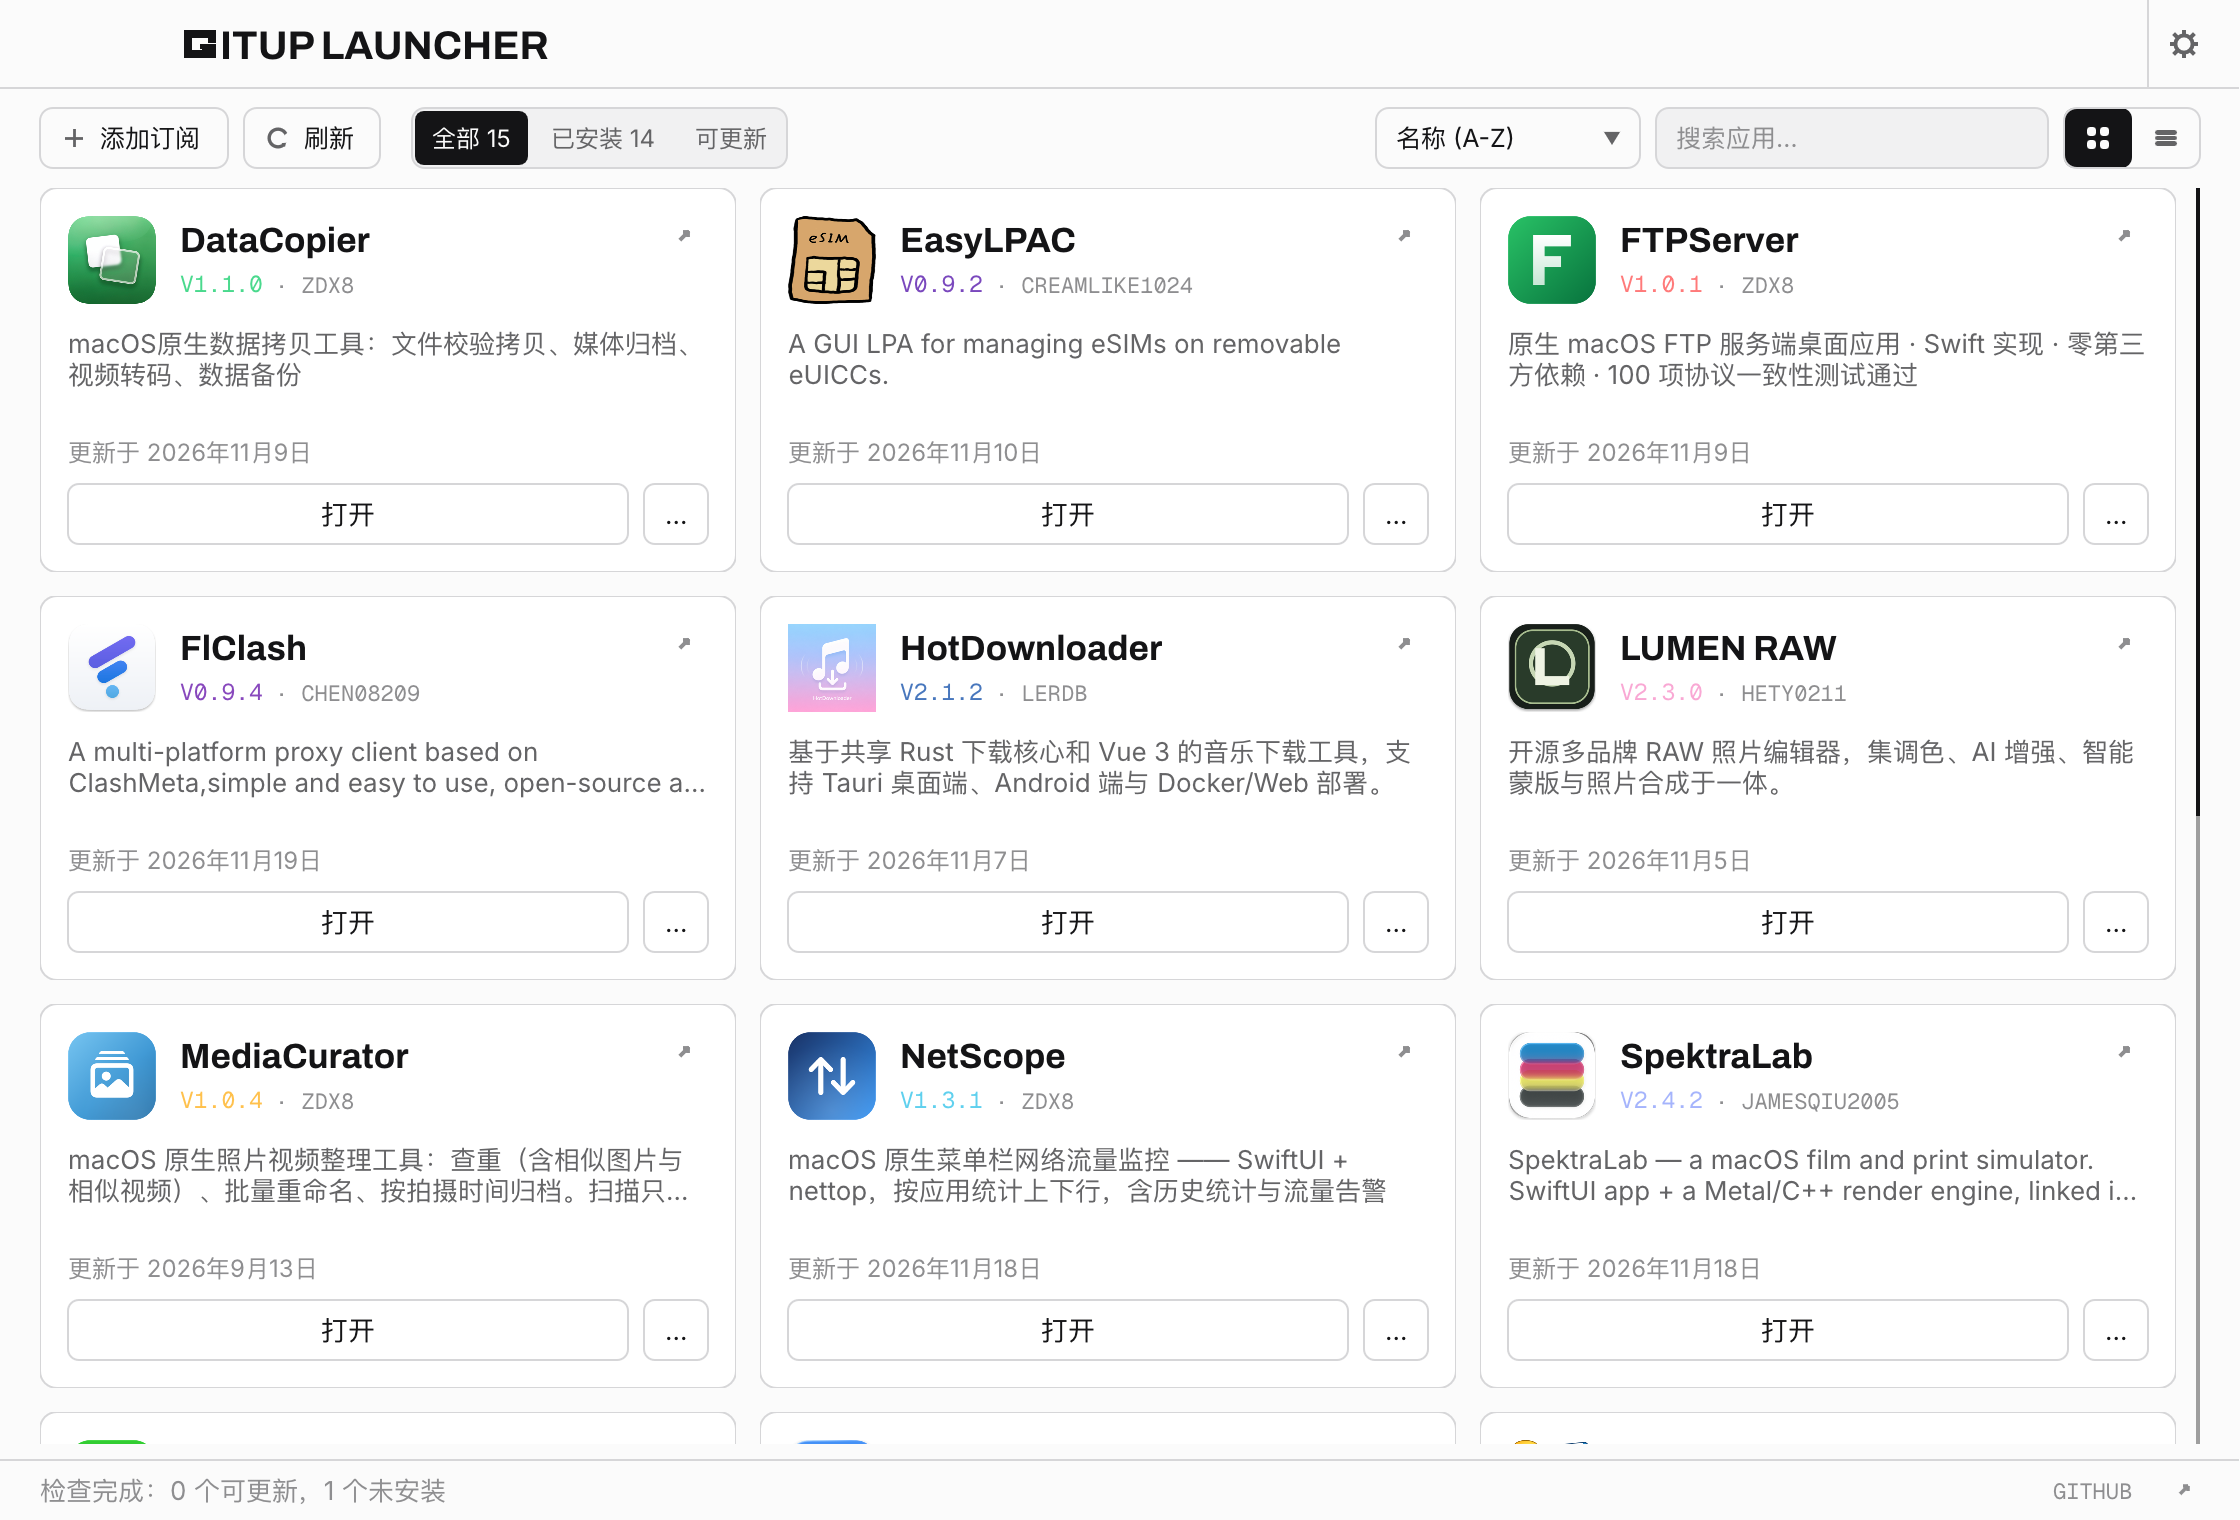 GITUP LAUNCHER
添加订阅
刷新
全部 15
已安装 14
可更新
名称 (A-Z)
搜索应用...
DataCopier
V1.1.0 · ZDX8
macOS原生数据拷贝工具：文件校验拷贝、媒体归档、
视频转码、数据备份
更新于 2026年11月9日
打开
...
eSIM
EasyLPAC
V0.9.2 · CREAMLIKE1024
A GUI LPA for managing eSIMs on removable
eUICCs.
更新于 2026年11月10日
打开
...
F
FTPServer
V1.0.1 · ZDX8
原生 macOS FTP 服务端桌面应用 · Swift 实现 · 零第三
方依赖 · 100 项协议一致性测试通过
更新于 2026年11月9日
打开
...
FlClash
V0.9.4 · CHEN08209
A multi-platform proxy client based on
ClashMeta,simple and easy to use, open-source a...
更新于 2026年11月19日
打开
...
HotDownloader
HotDownloader
V2.1.2 · LERDB
基于共享 Rust 下载核心和 Vue 3 的音乐下载工具，支
持 Tauri 桌面端、Android 端与 Docker/Web 部署。
更新于 2026年11月7日
打开
...
L
LUMEN RAW
V2.3.0 · HETY0211
开源多品牌 RAW 照片编辑器，集调色、AI 增强、智能
蒙版与照片合成于一体。
更新于 2026年11月5日
打开
...
MediaCurator
V1.0.4 · ZDX8
macOS 原生照片视频整理工具：查重（含相似图片与
相似视频）、批量重命名、按拍摄时间归档。扫描只...
更新于 2026年9月13日
打开
...
NetScope
V1.3.1 · ZDX8
macOS 原生菜单栏网络流量监控 —— SwiftUI +
nettop，按应用统计上下行，含历史统计与流量告警
更新于 2026年11月18日
打开
...
SpektraLab
V2.4.2 · JAMESQIU2005
SpektraLab — a macOS film and print simulator.
SwiftUI app + a Metal/C++ render engine, linked i...
更新于 2026年11月18日
打开
...
检查完成：0 个可更新，1 个未安装
GITHUB